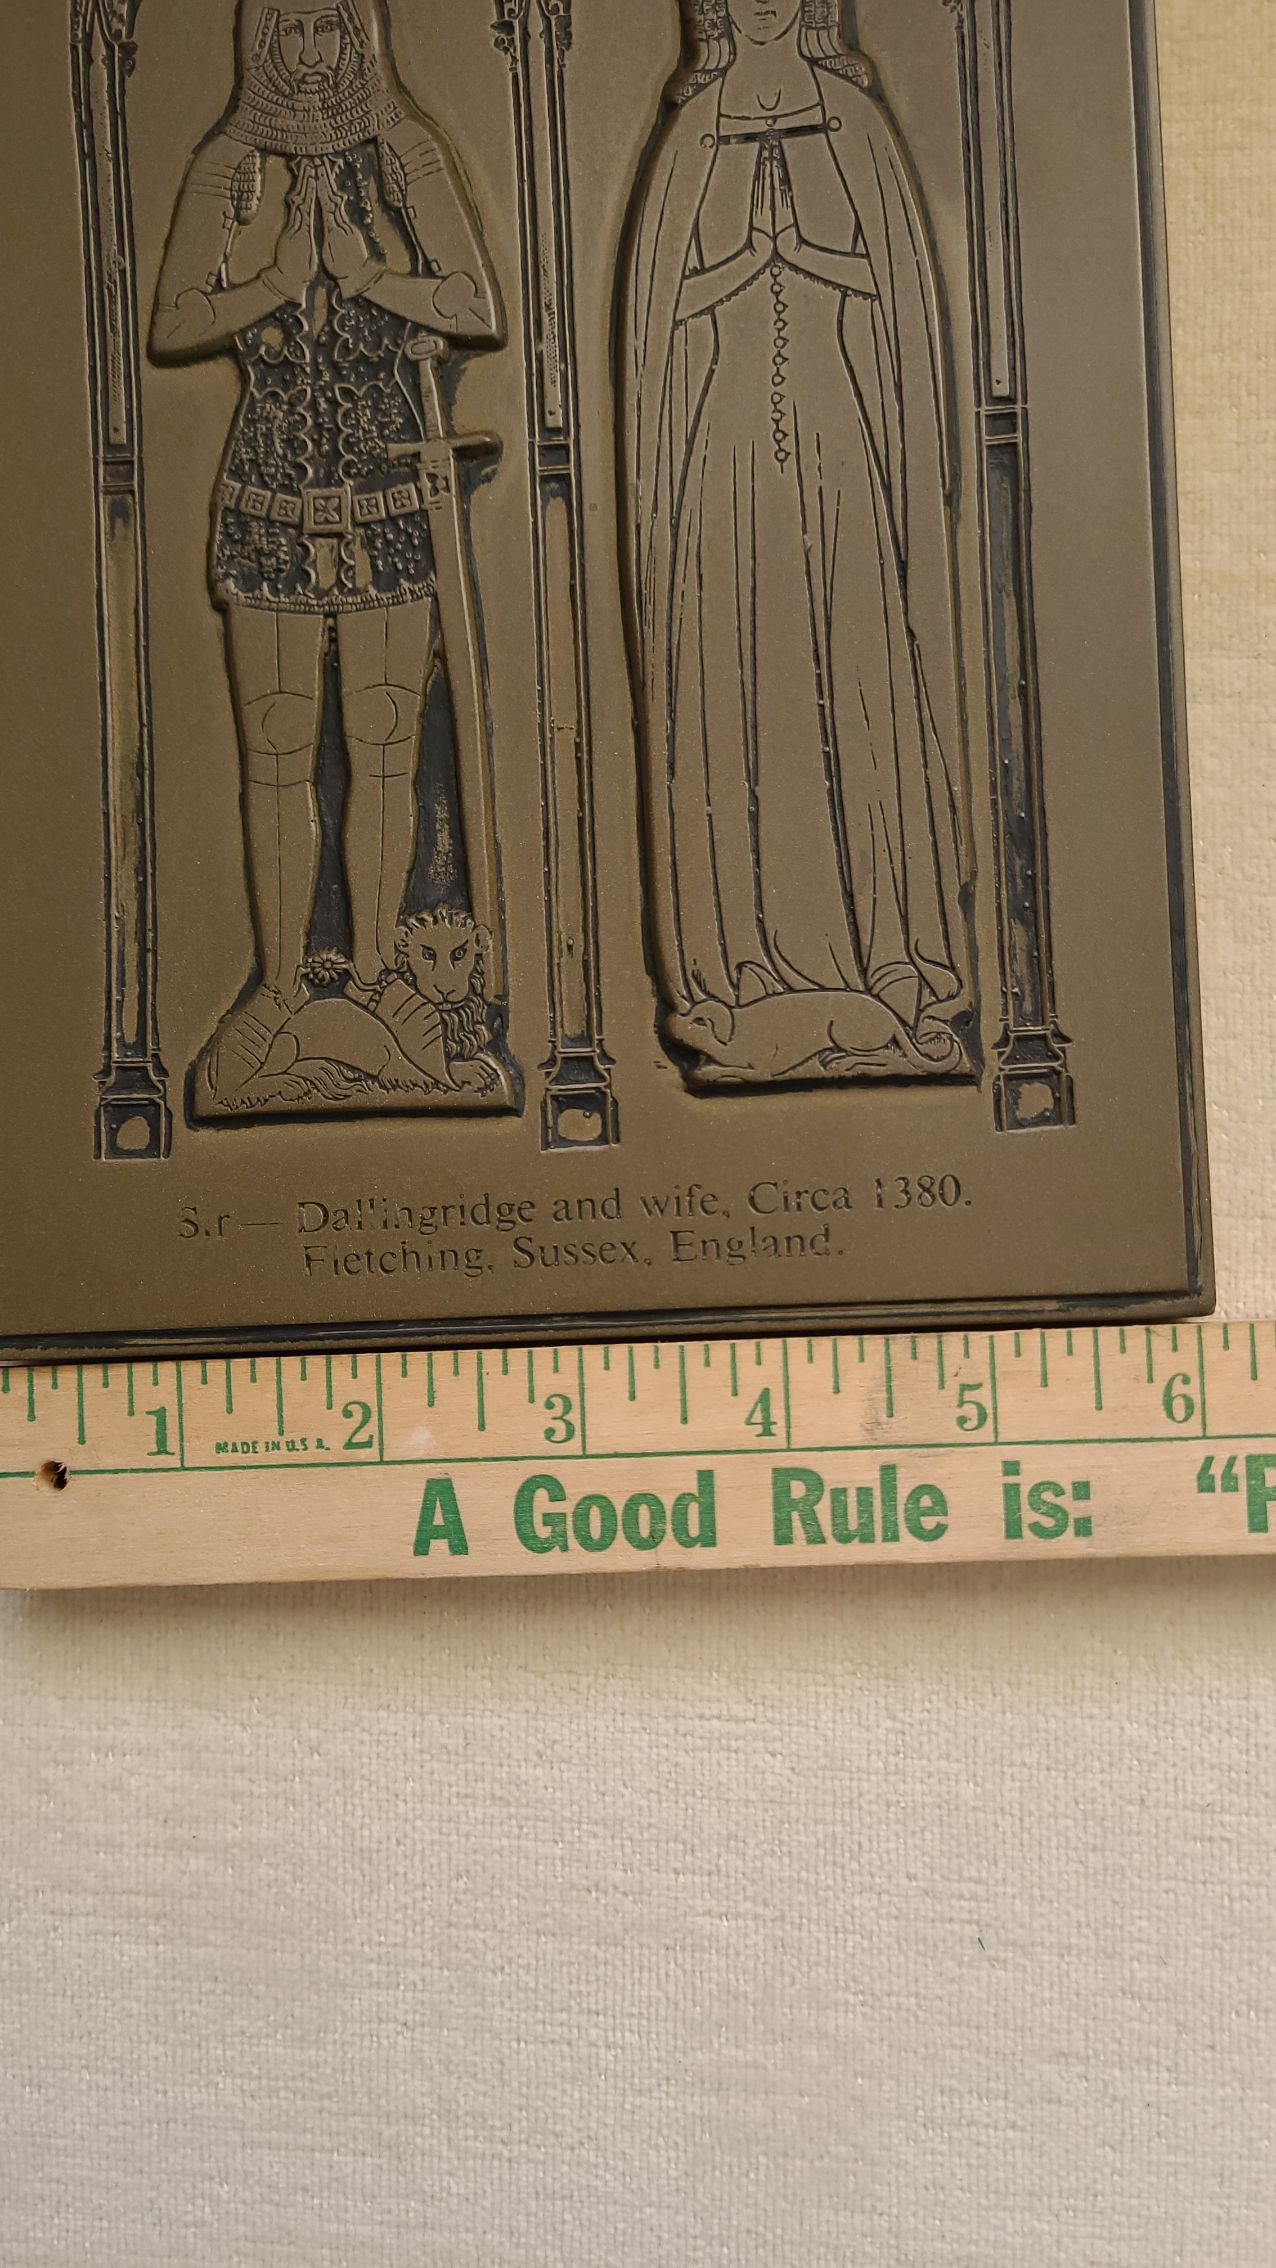 Sir — Dallingridge and wife, Circa 1380.
Fletching, Sussex, England.
1 2 3 4 5 6
MADE IN U.S.A.
A Good Rule is: "